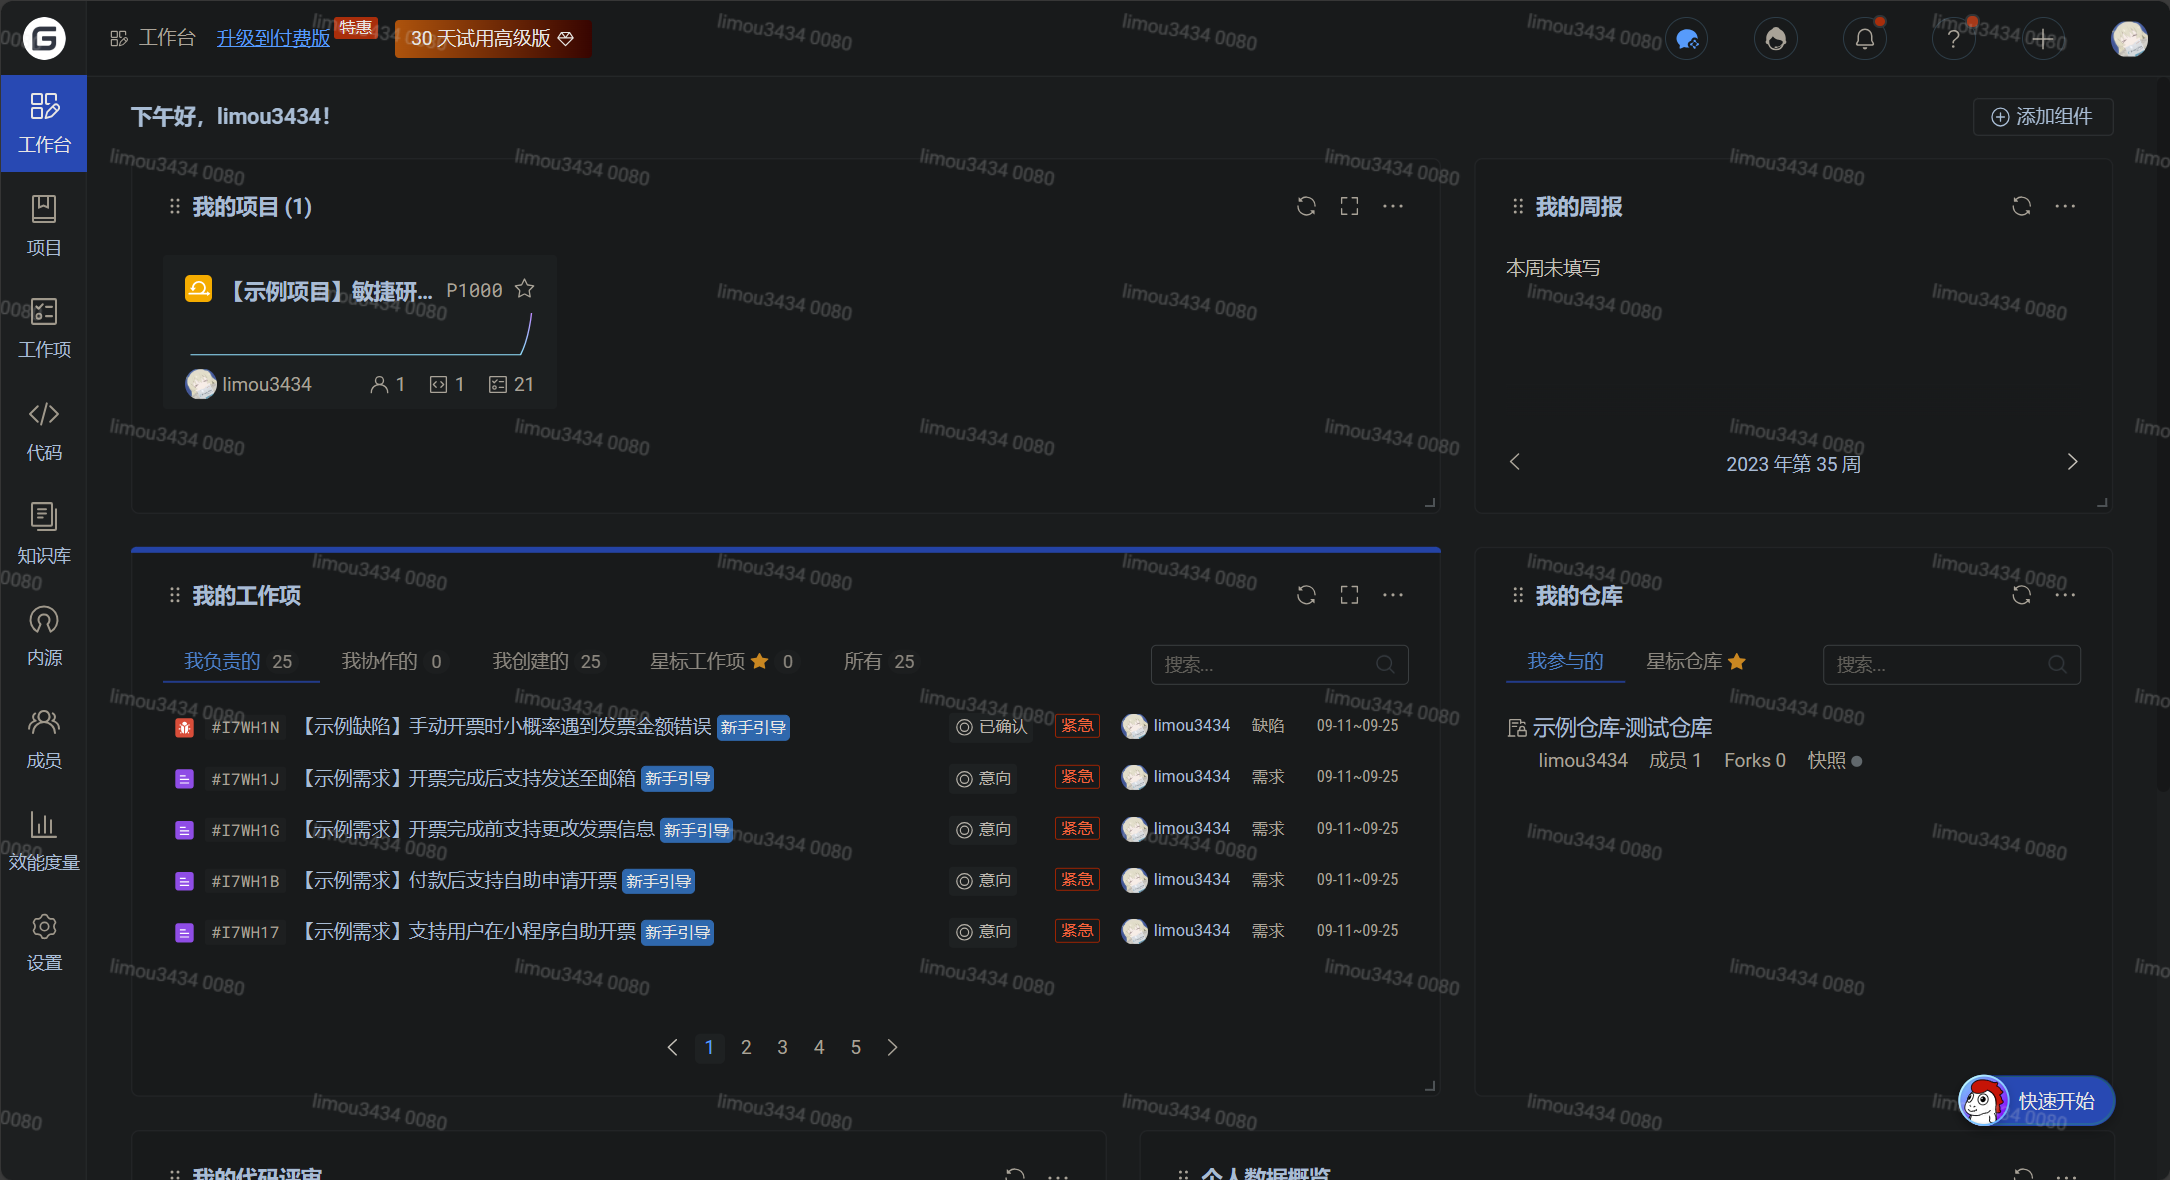 工作台 升级到付费版 特惠 30 天试用高级版
下午好，limou3434！
添加组件
工作台
项目
工作项
代码
知识库
内源
成员
效能度量
设置
我的项目 (1)
【示例项目】敏捷研... P1000
limou3434 1 1 21
我的周报
本周未填写
2023 年第 35 周
我的工作项
我负责的 25 我协作的 0 我创建的 25 星标工作项 0 所有 25 搜索...
#I7WH1N 【示例缺陷】手动开票时小概率遇到发票金额错误 新手引导 已确认 紧急 limou3434 缺陷 09-11~09-25
#I7WH1J 【示例需求】开票完成后支持发送至邮箱 新手引导 意向 紧急 limou3434 需求 09-11~09-25
#I7WH1G 【示例需求】开票完成前支持更改发票信息 新手引导 意向 紧急 limou3434 需求 09-11~09-25
#I7WH1B 【示例需求】付款后支持自助申请开票 新手引导 意向 紧急 limou3434 需求 09-11~09-25
#I7WH17 【示例需求】支持用户在小程序自助开票 新手引导 意向 紧急 limou3434 需求 09-11~09-25
1 2 3 4 5
我的仓库
我参与的 星标仓库 搜索...
示例仓库-测试仓库
limou3434 成员 1 Forks 0 快照
快速开始
我的代码评审
个人数据概览
limou3434 0080